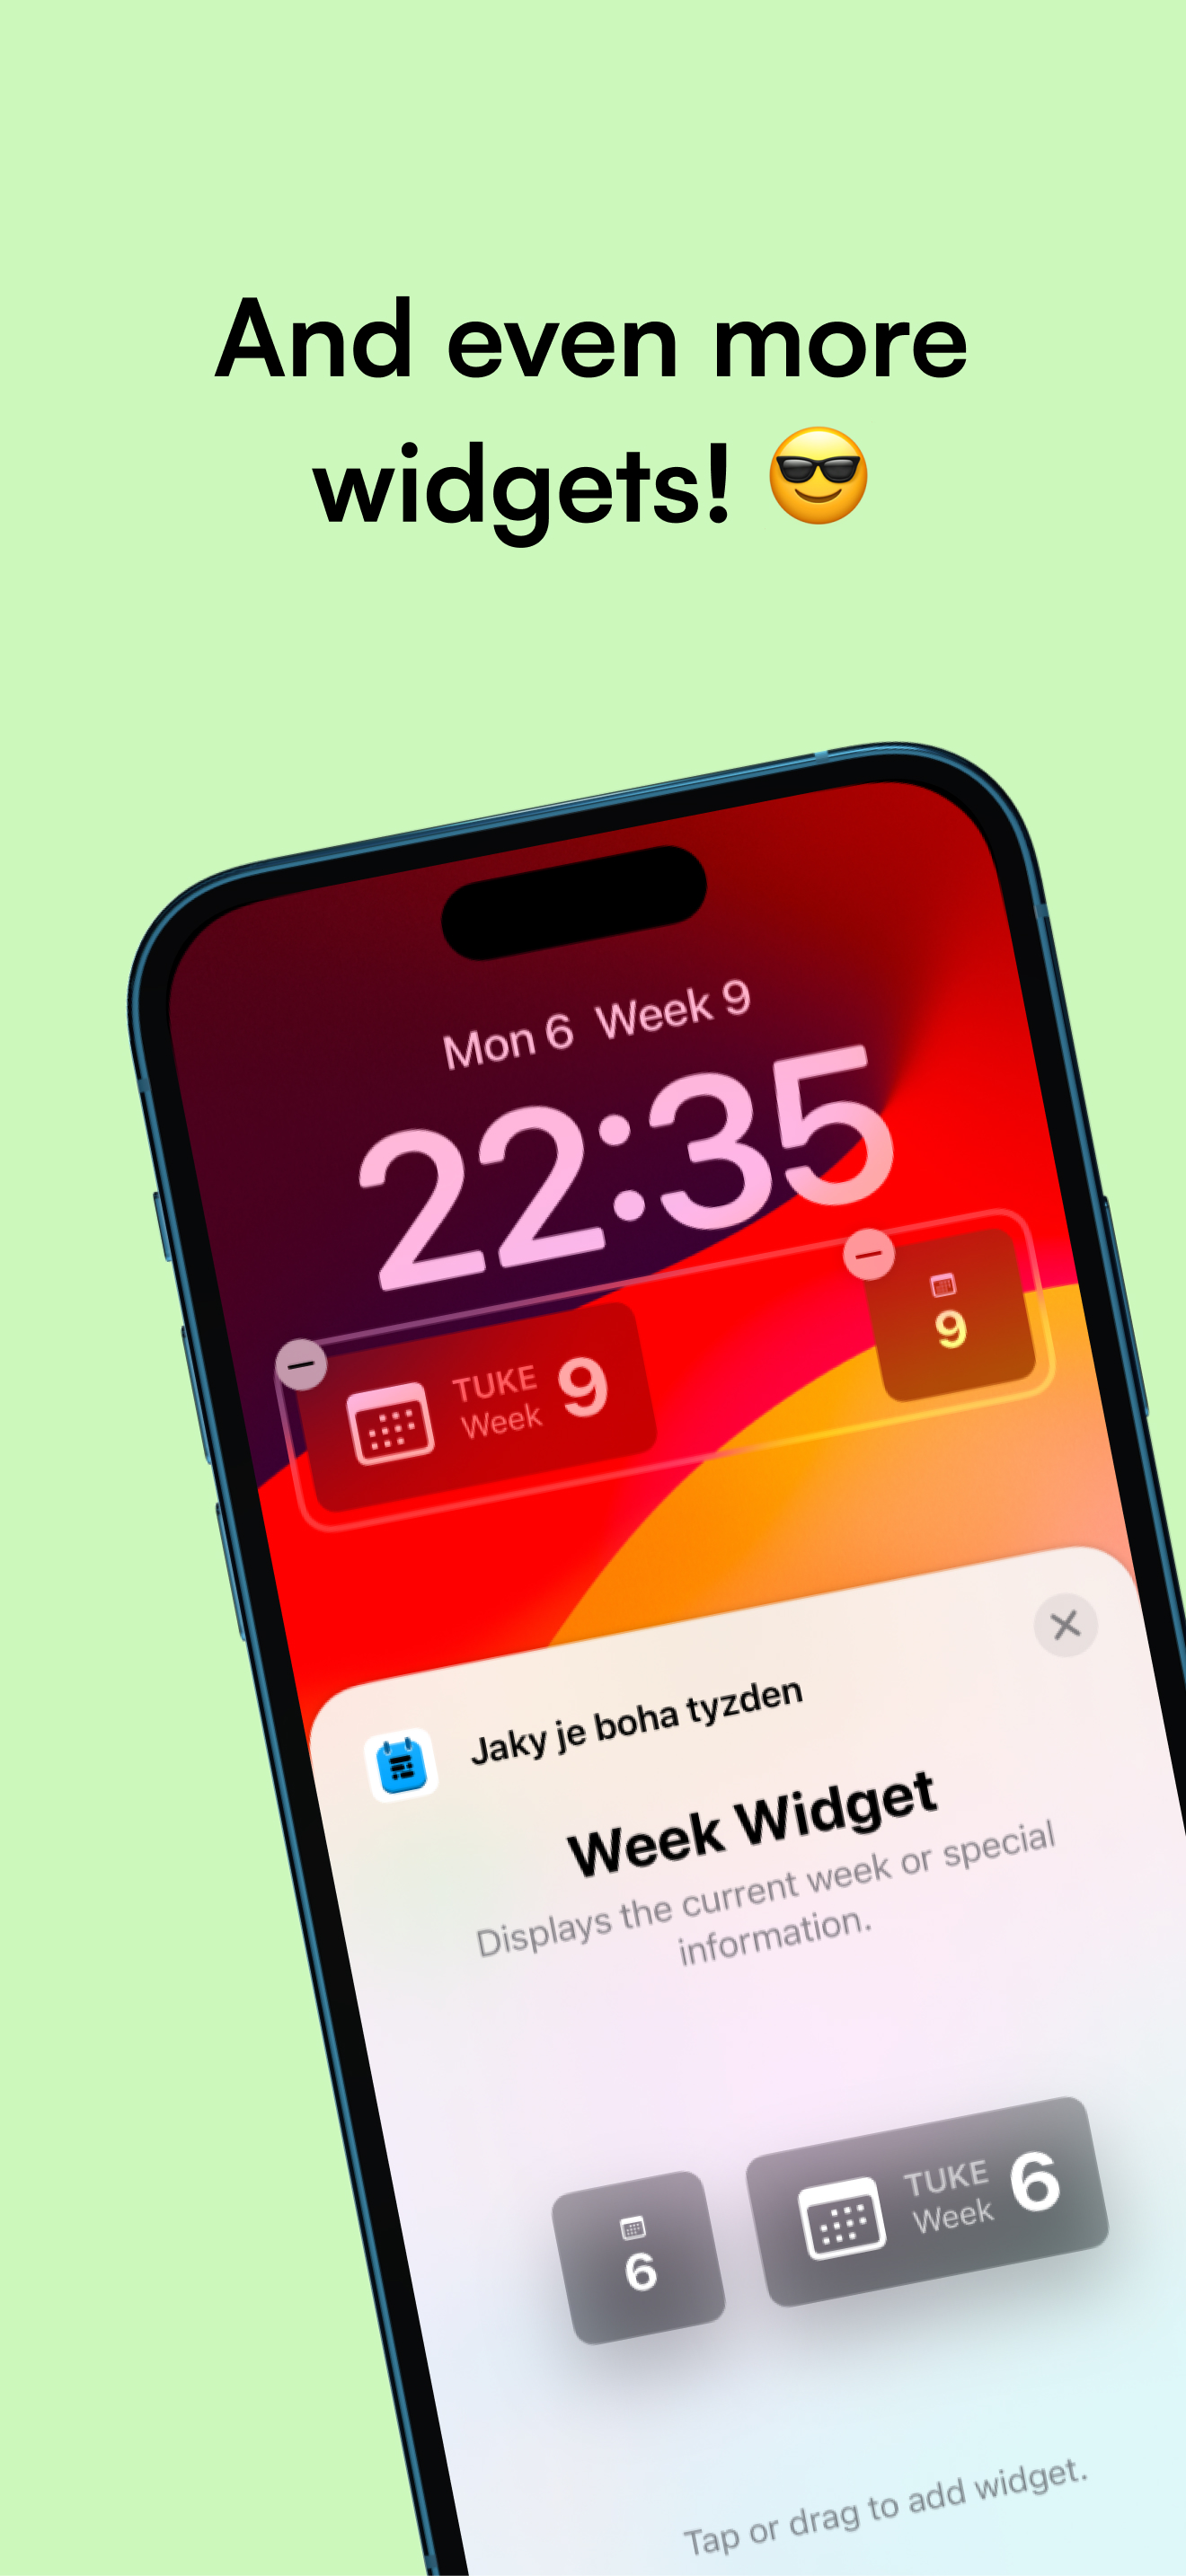 And even more
widgets! 😎
Mon 6 Week 9
22:35
TUKE
Week
9
9
Jaky je boha tyzden
Week Widget
Displays the current week or special
information.
6
TUKE
Week
6
Tap or drag to add widget.